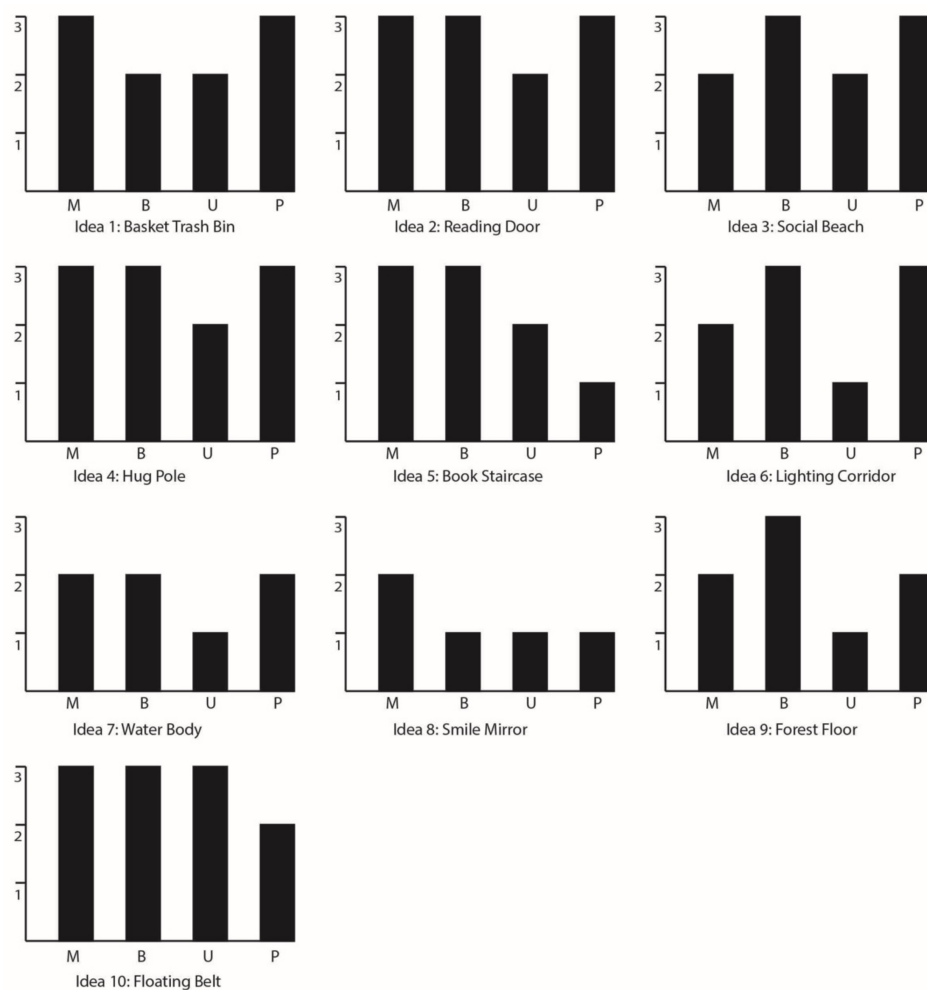 3
2
1
M B U P
Idea 1: Basket Trash Bin
3
2
1
M B U P
Idea 2: Reading Door
3
2
1
M B U P
Idea 3: Social Beach
3
2
1
M B U P
Idea 4: Hug Pole
3
2
1
M B U P
Idea 5: Book Staircase
3
2
1
M B U P
Idea 6: Lighting Corridor
3
2
1
M B U P
Idea 7: Water Body
3
2
1
M B U P
Idea 8: Smile Mirror
3
2
1
M B U P
Idea 9: Forest Floor
3
2
1
M B U P
Idea 10: Floating Belt